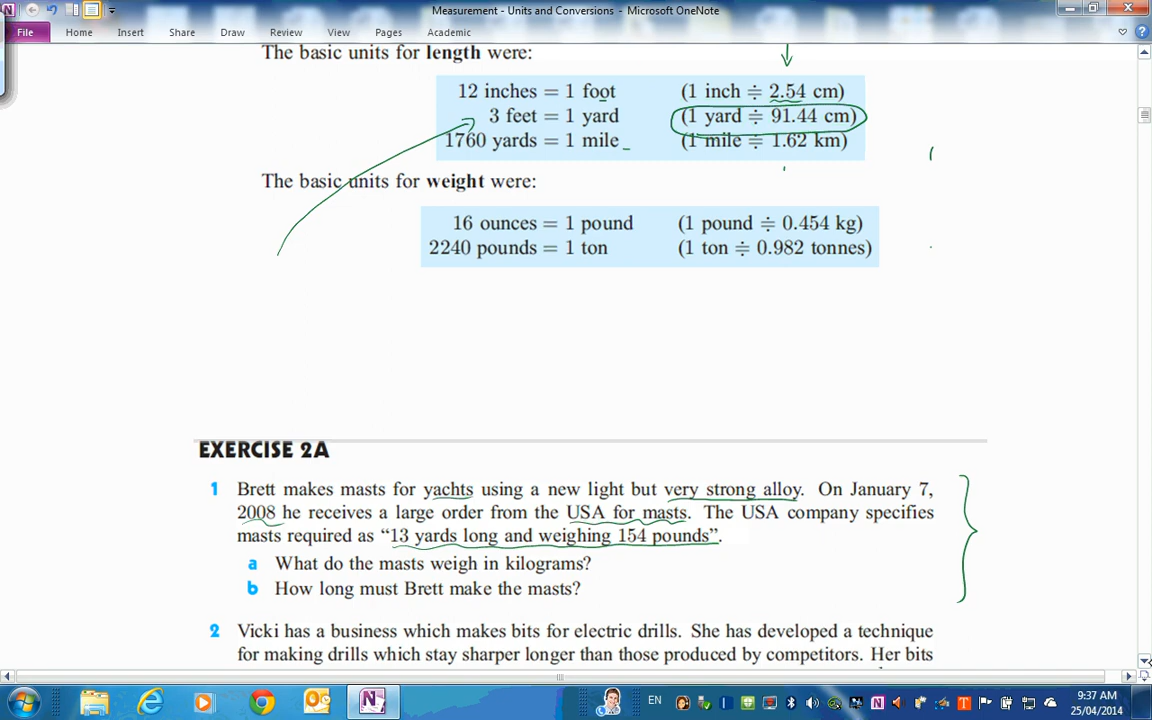 Measurement - Units and Conversions - Microsoft OneNote
File Home Insert Share Draw Review View Pages Academic
The basic units for length were:
12 inches = 1 foot (1 inch ≑ 2.54 cm)
3 feet = 1 yard (1 yard ≑ 91.44 cm)
1760 yards = 1 mile (1 mile ≑ 1.62 km)
The basic units for weight were:
16 ounces = 1 pound (1 pound ≑ 0.454 kg)
2240 pounds = 1 ton (1 ton ≑ 0.982 tonnes)
EXERCISE 2A
1 Brett makes masts for yachts using a new light but very strong alloy. On January 7,
2008 he receives a large order from the USA for masts. The USA company specifies
masts required as “13 yards long and weighing 154 pounds”.
a What do the masts weigh in kilograms?
b How long must Brett make the masts?
2 Vicki has a business which makes bits for electric drills. She has developed a technique
for making drills which stay sharper longer than those produced by competitors. Her bits
EN
9:37 AM
25/04/2014